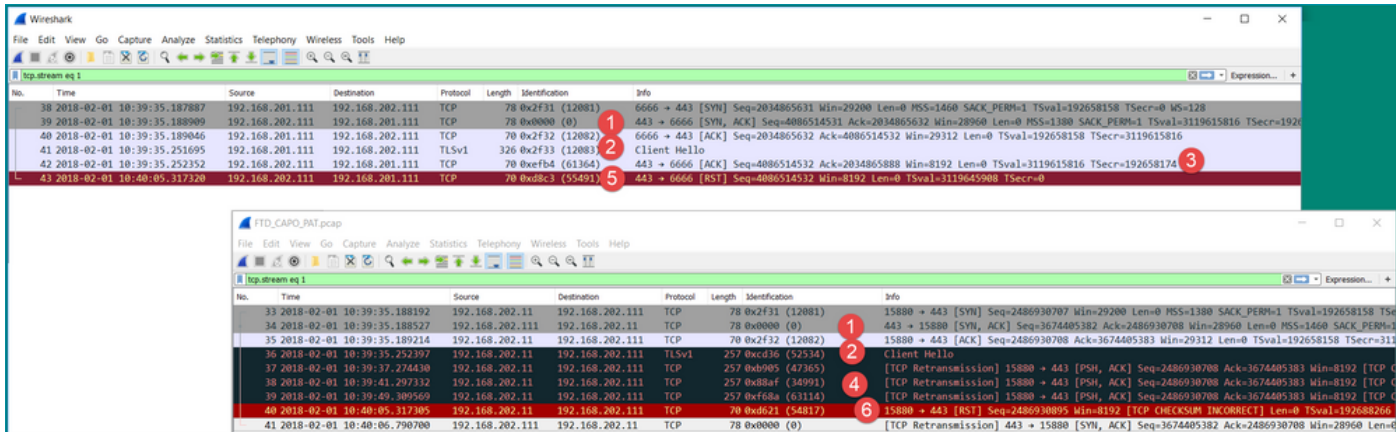 Wireshark
File Edit View Go Capture Analyze Statistics Telephony Wireless Tools Help
tcp.stream eq 1
Expression... +
No. Time Source Destination Protocol Length Identification Info
38 2018-02-01 10:39:35.187887 192.168.201.111 192.168.202.111 TCP 78 0x2f31 (12081) 6666 → 443 [SYN] Seq=2034865631 Win=29200 Len=0 MSS=1460 SACK_PERM=1 TSval=192658158 TSecr=0 WS=128
39 2018-02-01 10:39:35.188909 192.168.202.111 192.168.201.111 TCP 78 0x0000 (0) 1 443 → 6666 [SYN, ACK] Seq=4086514531 Ack=2034865632 Win=28960 Len=0 MSS=1380 SACK_PERM=1 TSval=3119615816 TSecr=1926
40 2018-02-01 10:39:35.189046 192.168.201.111 192.168.202.111 TCP 70 0x2f32 (12082) 6666 → 443 [ACK] Seq=2034865632 Ack=4086514532 Win=29312 Len=0 TSval=192658158 TSecr=3119615816
41 2018-02-01 10:39:35.251695 192.168.201.111 192.168.202.111 TLSv1 326 0x2f33 (12083) 2 Client Hello
42 2018-02-01 10:39:35.252352 192.168.202.111 192.168.201.111 TCP 70 0xefb4 (61364) 443 → 6666 [ACK] Seq=4086514532 Ack=2034865888 Win=8192 Len=0 TSval=3119615816 TSecr=192658174 3
43 2018-02-01 10:40:05.317320 192.168.202.111 192.168.201.111 TCP 70 0xd8c3 (55491) 5 443 → 6666 [RST] Seq=4086514532 Win=8192 Len=0 TSval=3119645908 TSecr=0
FTD_CAPO_PAT.pcap
File Edit View Go Capture Analyze Statistics Telephony Wireless Tools Help
tcp.stream eq 1
Expression... +
No. Time Source Destination Protocol Length Identification Info
33 2018-02-01 10:39:35.188192 192.168.202.11 192.168.202.111 TCP 78 0x2f31 (12081) 15880 → 443 [SYN] Seq=2486930707 Win=29200 Len=0 MSS=1380 SACK_PERM=1 TSval=192658158 TSe
34 2018-02-01 10:39:35.188527 192.168.202.111 192.168.202.11 TCP 78 0x0000 (0) 1 443 → 15880 [SYN, ACK] Seq=3674405382 Ack=2486930708 Win=28960 Len=0 MSS=1460 SACK_PERM=
35 2018-02-01 10:39:35.189214 192.168.202.11 192.168.202.111 TCP 70 0x2f32 (12082) 15880 → 443 [ACK] Seq=2486930708 Ack=3674405383 Win=29312 Len=0 TSval=192658158 TSecr=311
36 2018-02-01 10:39:35.252397 192.168.202.11 192.168.202.111 TLSv1 257 0xcd36 (52534) 2 Client Hello
37 2018-02-01 10:39:37.274430 192.168.202.11 192.168.202.111 TCP 257 0xb905 (47365) [TCP Retransmission] 15880 → 443 [PSH, ACK] Seq=2486930708 Ack=3674405383 Win=8192 [TCP C
38 2018-02-01 10:39:41.297332 192.168.202.11 192.168.202.111 TCP 257 0x88af (34991) 4 [TCP Retransmission] 15880 → 443 [PSH, ACK] Seq=2486930708 Ack=3674405383 Win=8192 [TCP C
39 2018-02-01 10:39:49.309569 192.168.202.11 192.168.202.111 TCP 257 0xf68a (63114) [TCP Retransmission] 15880 → 443 [PSH, ACK] Seq=2486930708 Ack=3674405383 Win=8192 [TCP C
40 2018-02-01 10:40:05.317305 192.168.202.11 192.168.202.111 TCP 70 0xd621 (54817) 6 15880 → 443 [RST] Seq=2486930895 Win=8192 [TCP CHECKSUM INCORRECT] Len=0 TSval=192688266
41 2018-02-01 10:40:06.790700 192.168.202.111 192.168.202.11 TCP 78 0x0000 (0) [TCP Retransmission] 443 → 15880 [SYN, ACK] Seq=3674405382 Ack=2486930708 Win=28960 Len=